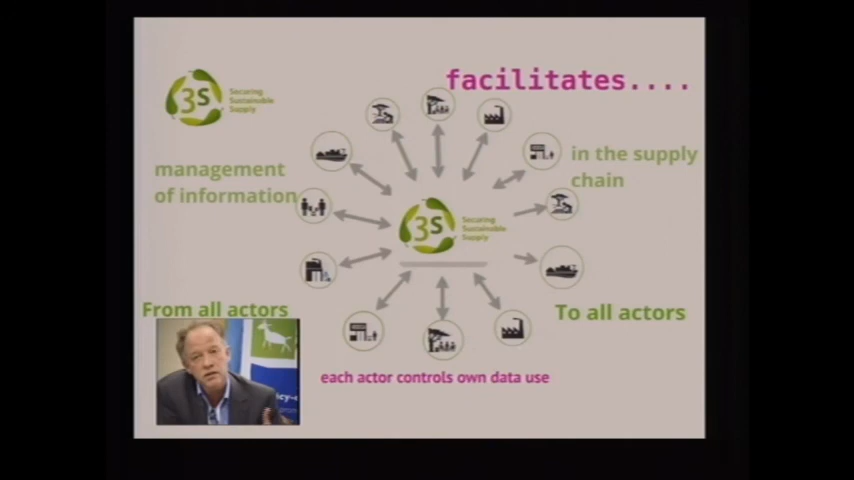 facilitates....
3S
Securing
Sustainable
Supply
management
of information
in the supply
chain
3S
Securing
Sustainable
Supply
From all actors
To all actors
each actor controls own data use